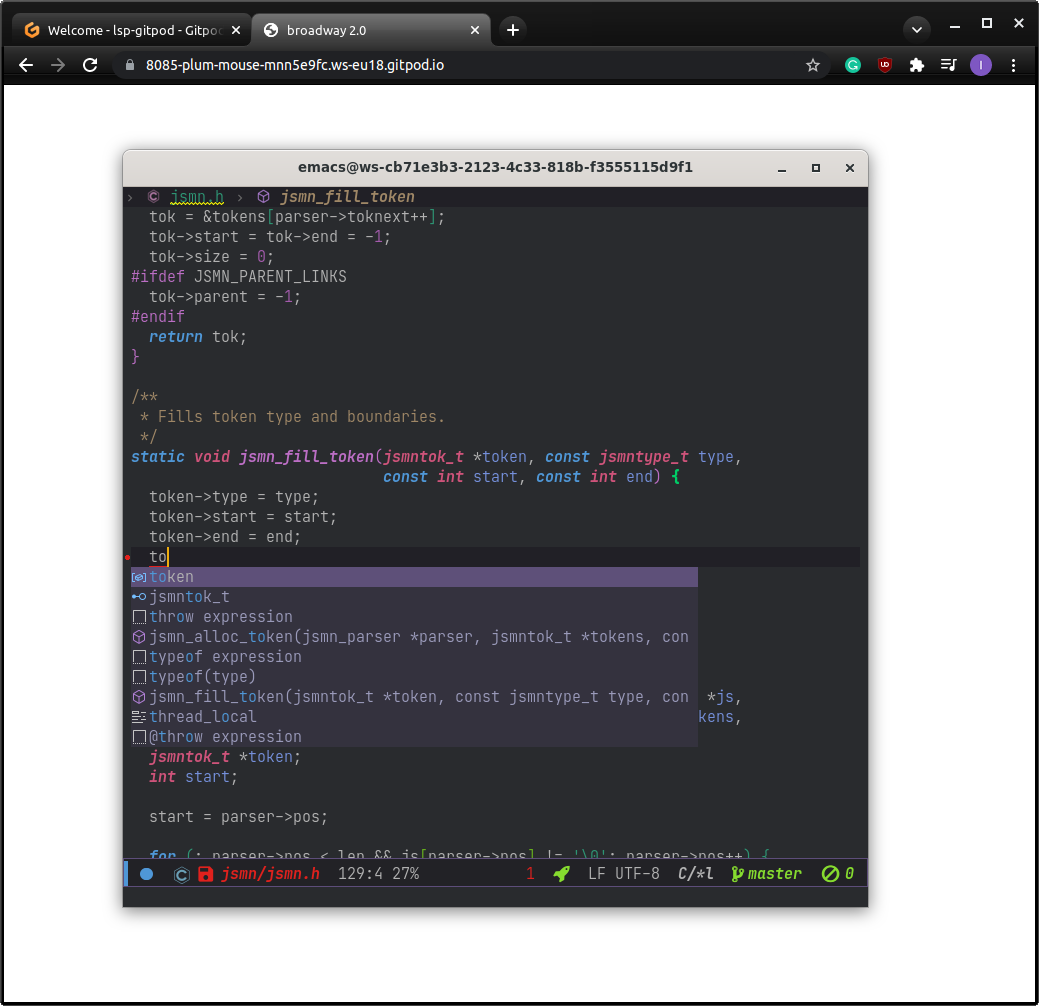 Welcome - lsp-gitpod - Gitpod
broadway 2.0
8085-plum-mouse-mnn5e9fc.ws-eu18.gitpod.io
emacs@ws-cb71e3b3-2123-4c33-818b-f3555115d9f1
› jsmn.h › jsmn_fill_token
tok = &tokens[parser->toknext++];
tok->start = tok->end = -1;
tok->size = 0;
#ifdef JSMN_PARENT_LINKS
tok->parent = -1;
#endif
return tok;
}
/**
* Fills token type and boundaries.
*/
static void jsmn_fill_token(jsmntok_t *token, const jsmntype_t type,
const int start, const int end) {
token->type = type;
token->start = start;
token->end = end;
to
token
jsmntok_t
throw expression
jsmn_alloc_token(jsmn_parser *parser, jsmntok_t *tokens, con
typeof expression
typeof(type)
jsmn_fill_token(jsmntok_t *token, const jsmntype_t type, con *js,
thread_local kens,
@throw expression
jsmntok_t *token;
int start;
start = parser->pos;
for (; parser->pos < len && js[parser->pos] != '\0'; parser->pos++) {
jsmn/jsmn.h 129:4 27% 1 LF UTF-8 C/*l master 0